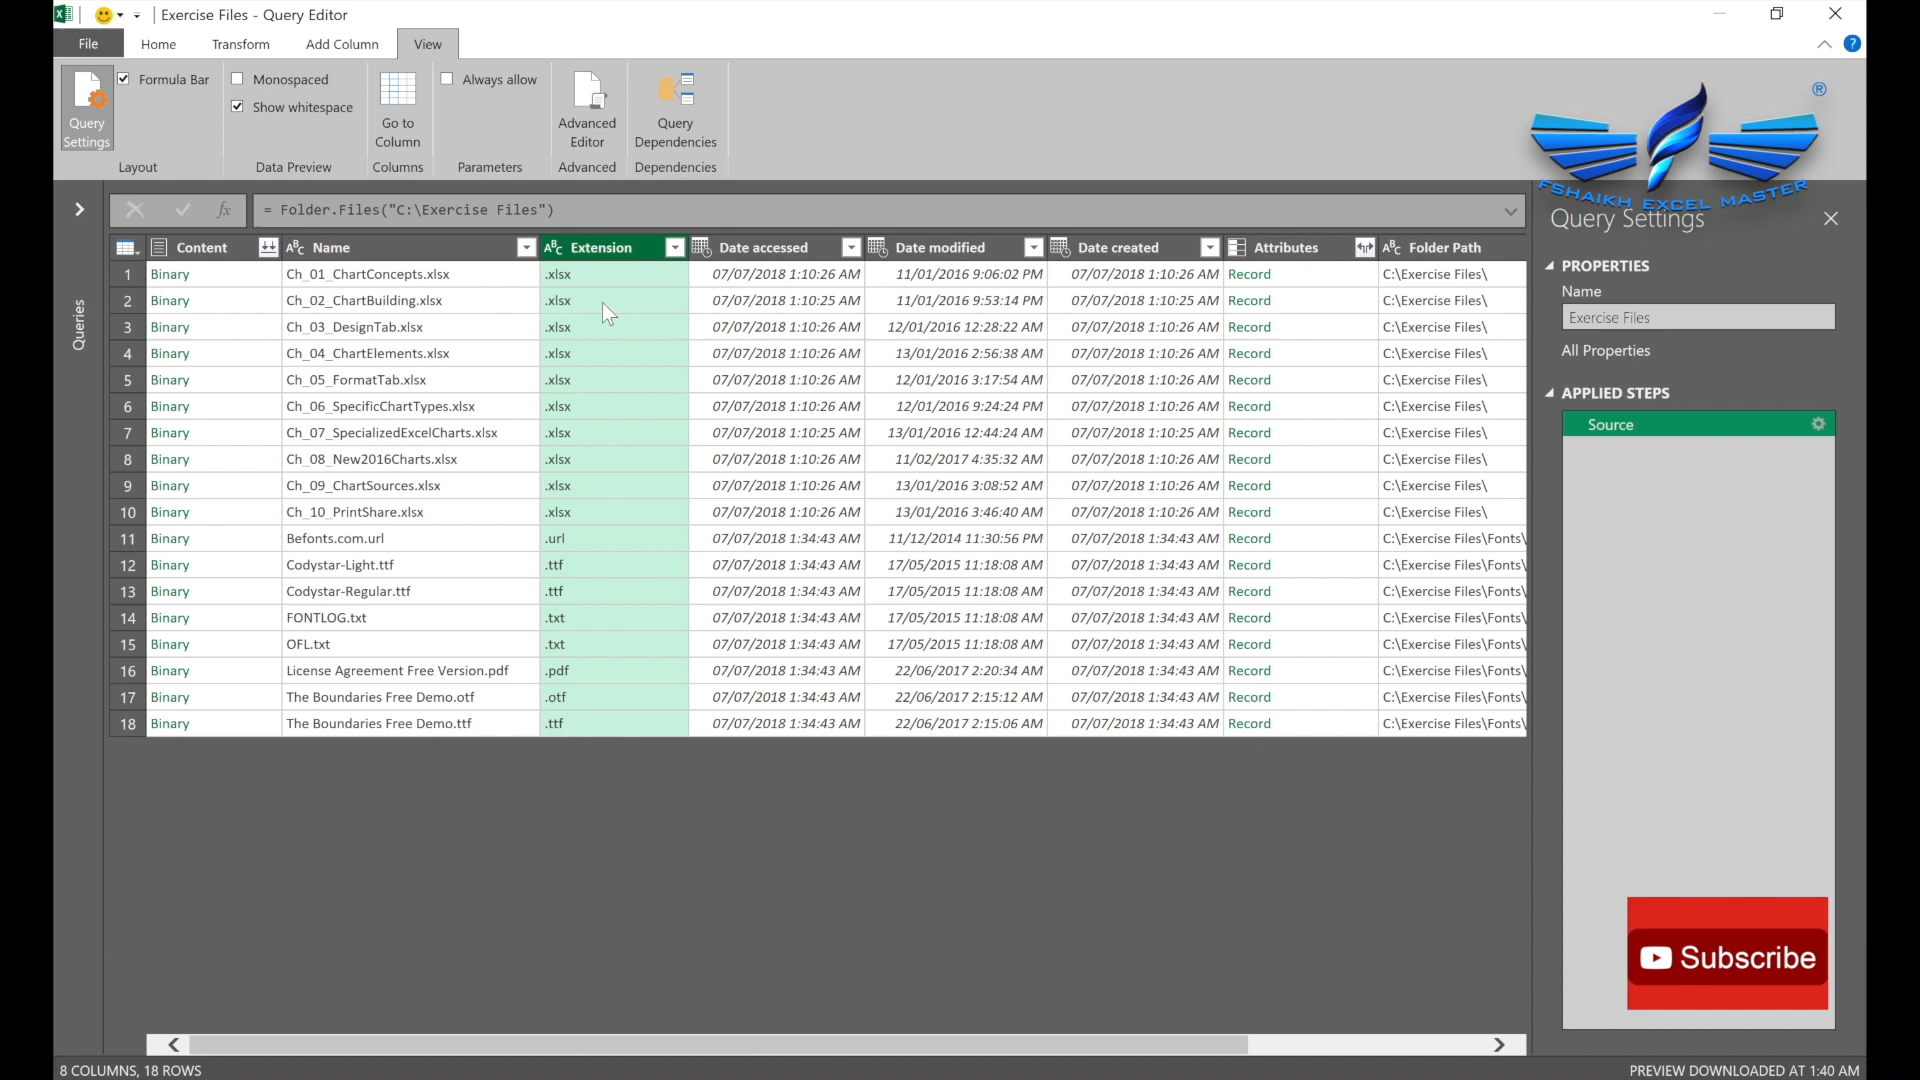 Exercise Files - Query Editor
File Home Transform Add Column View
Query Settings
Formula Bar
Layout
Monospaced
Show whitespace
Data Preview
Go to Column
Columns
Always allow
Parameters
Advanced Editor
Advanced
Query Dependencies
Dependencies
®
FSHAIKH EXCEL MASTER
= Folder.Files("C:\Exercise Files")
Queries
Content Name Extension Date accessed Date modified Date created Attributes Folder Path
1 Binary Ch_01_ChartConcepts.xlsx .xlsx 07/07/2018 1:10:26 AM 11/01/2016 9:06:02 PM 07/07/2018 1:10:26 AM Record C:\Exercise Files\
2 Binary Ch_02_ChartBuilding.xlsx .xlsx 07/07/2018 1:10:25 AM 11/01/2016 9:53:14 PM 07/07/2018 1:10:25 AM Record C:\Exercise Files\
3 Binary Ch_03_DesignTab.xlsx .xlsx 07/07/2018 1:10:26 AM 12/01/2016 12:28:22 AM 07/07/2018 1:10:26 AM Record C:\Exercise Files\
4 Binary Ch_04_ChartElements.xlsx .xlsx 07/07/2018 1:10:26 AM 13/01/2016 2:56:38 AM 07/07/2018 1:10:26 AM Record C:\Exercise Files\
5 Binary Ch_05_FormatTab.xlsx .xlsx 07/07/2018 1:10:26 AM 12/01/2016 3:17:54 AM 07/07/2018 1:10:26 AM Record C:\Exercise Files\
6 Binary Ch_06_SpecificChartTypes.xlsx .xlsx 07/07/2018 1:10:26 AM 12/01/2016 9:24:24 PM 07/07/2018 1:10:26 AM Record C:\Exercise Files\
7 Binary Ch_07_SpecializedExcelCharts.xlsx .xlsx 07/07/2018 1:10:25 AM 13/01/2016 12:44:24 AM 07/07/2018 1:10:25 AM Record C:\Exercise Files\
8 Binary Ch_08_New2016Charts.xlsx .xlsx 07/07/2018 1:10:26 AM 11/02/2017 4:35:32 AM 07/07/2018 1:10:26 AM Record C:\Exercise Files\
9 Binary Ch_09_ChartSources.xlsx .xlsx 07/07/2018 1:10:26 AM 13/01/2016 3:08:52 AM 07/07/2018 1:10:26 AM Record C:\Exercise Files\
10 Binary Ch_10_PrintShare.xlsx .xlsx 07/07/2018 1:10:26 AM 13/01/2016 3:46:40 AM 07/07/2018 1:10:26 AM Record C:\Exercise Files\
11 Binary Befonts.com.url .url 07/07/2018 1:34:43 AM 11/12/2014 11:30:56 PM 07/07/2018 1:34:43 AM Record C:\Exercise Files\Fonts\
12 Binary Codystar-Light.ttf .ttf 07/07/2018 1:34:43 AM 17/05/2015 11:18:08 AM 07/07/2018 1:34:43 AM Record C:\Exercise Files\Fonts\
13 Binary Codystar-Regular.ttf .ttf 07/07/2018 1:34:43 AM 17/05/2015 11:18:08 AM 07/07/2018 1:34:43 AM Record C:\Exercise Files\Fonts\
14 Binary FONTLOG.txt .txt 07/07/2018 1:34:43 AM 17/05/2015 11:18:08 AM 07/07/2018 1:34:43 AM Record C:\Exercise Files\Fonts\
15 Binary OFL.txt .txt 07/07/2018 1:34:43 AM 17/05/2015 11:18:08 AM 07/07/2018 1:34:43 AM Record C:\Exercise Files\Fonts\
16 Binary License Agreement Free Version.pdf .pdf 07/07/2018 1:34:43 AM 22/06/2017 2:20:34 AM 07/07/2018 1:34:43 AM Record C:\Exercise Files\Fonts\
17 Binary The Boundaries Free Demo.otf .otf 07/07/2018 1:34:43 AM 22/06/2017 2:15:12 AM 07/07/2018 1:34:43 AM Record C:\Exercise Files\Fonts\
18 Binary The Boundaries Free Demo.ttf .ttf 07/07/2018 1:34:43 AM 22/06/2017 2:15:06 AM 07/07/2018 1:34:43 AM Record C:\Exercise Files\Fonts\
Query Settings
PROPERTIES
Name
Exercise Files
All Properties
APPLIED STEPS
Source
Subscribe
8 COLUMNS, 18 ROWS
PREVIEW DOWNLOADED AT 1:40 AM